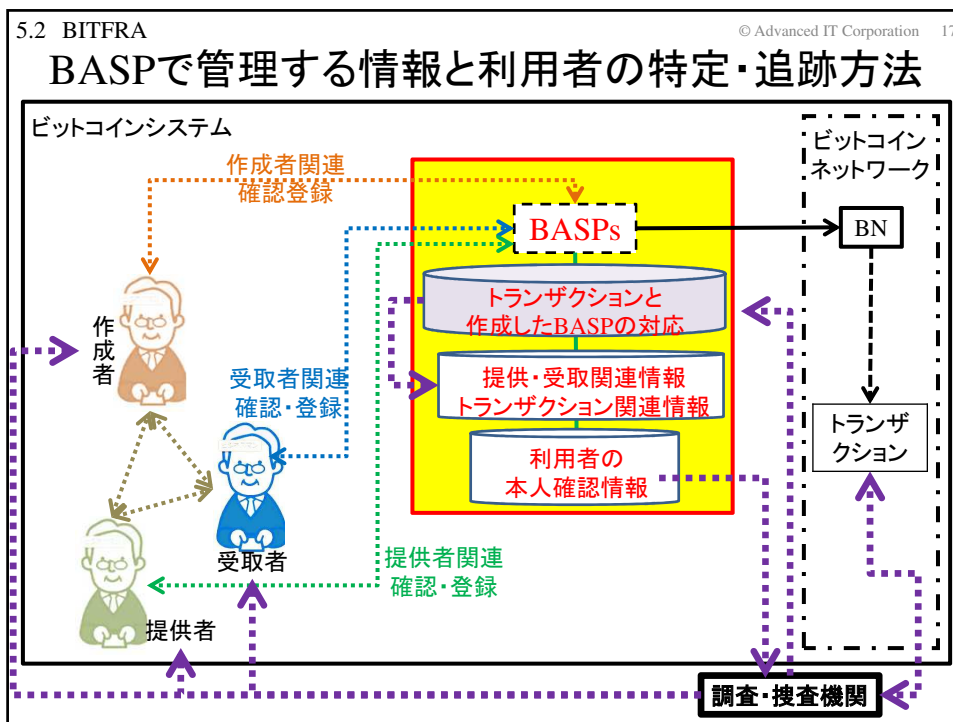 5.2 BITFRA
© Advanced IT Corporation 17
BASPで管理する情報と利用者の特定・追跡方法
ビットコインシステム
ビットコイン
ネットワーク
作成者関連
確認登録
BASPs
BN
トランザクションと
作成したBASPの対応
作成者
受取者関連
確認・登録
提供・受取関連情報
トランザクション関連情報
トランザ
クション
利用者の
本人確認情報
受取者
提供者関連
確認・登録
提供者
調査・捜査機関